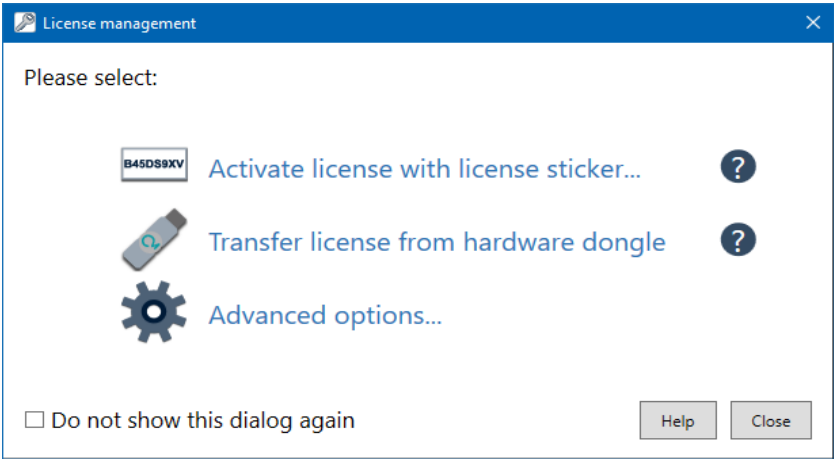 License management
Please select:
B45DS9XV
Activate license with license sticker...
?
Transfer license from hardware dongle
?
Advanced options...
Do not show this dialog again
Help
Close